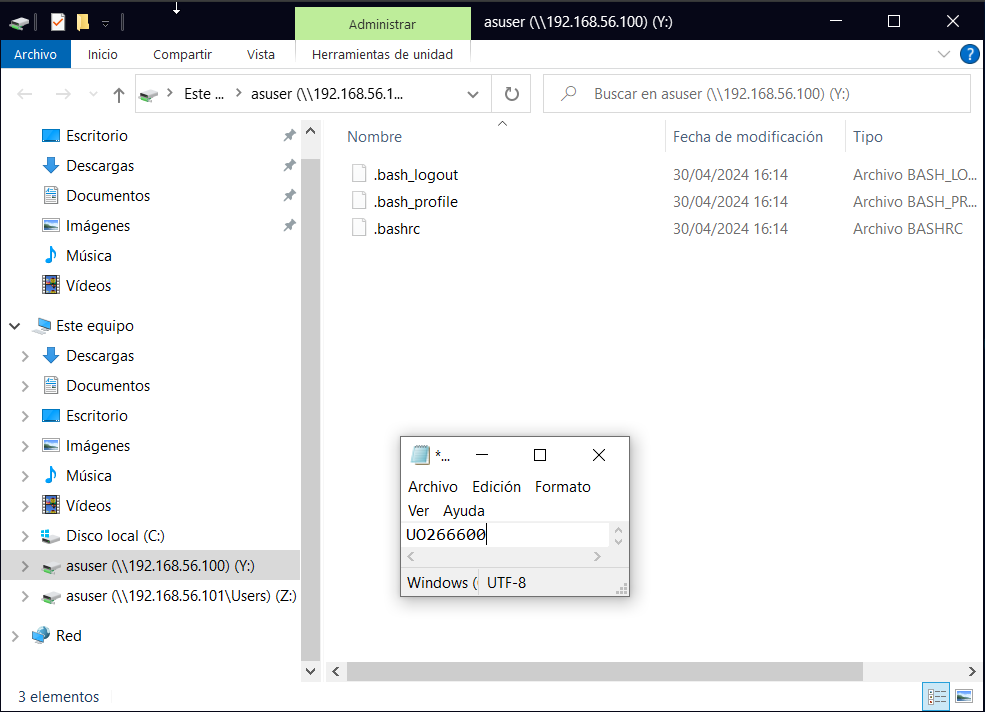 Administrar
asuser (\\192.168.56.100) (Y:)
Archivo Inicio Compartir Vista Herramientas de unidad
?
Este ... asuser (\\192.168.56.1... Buscar en asuser (\\192.168.56.100) (Y:)
Escritorio
Descargas
Documentos
Imágenes
Música
Vídeos
Este equipo
Descargas
Documentos
Escritorio
Imágenes
Música
Vídeos
Disco local (C:)
asuser (\\192.168.56.100) (Y:)
asuser (\\192.168.56.101\Users) (Z:)
Red
Nombre Fecha de modificación Tipo
.bash_logout 30/04/2024 16:14 Archivo BASH_LO...
.bash_profile 30/04/2024 16:14 Archivo BASH_PR...
.bashrc 30/04/2024 16:14 Archivo BASHRC
*...
Archivo Edición Formato
Ver Ayuda
UO266600
Windows ( UTF-8
3 elementos